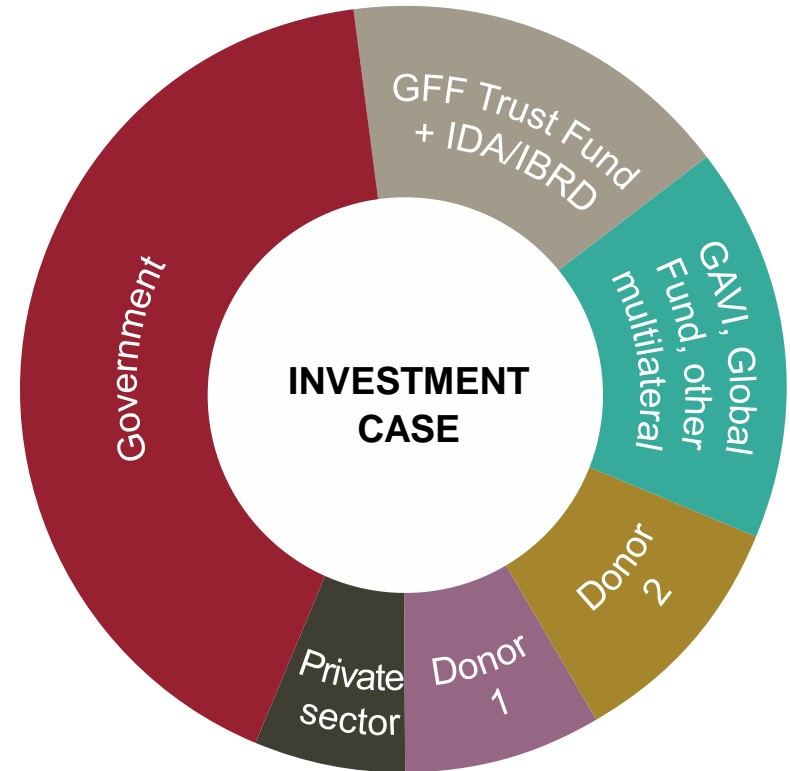 GFF Trust Fund
+ IDA/IBRD
GAVI, Global
Fund, other
multilateral
Government
INVESTMENT
CASE
Donor
2
Donor
1
Private
sector